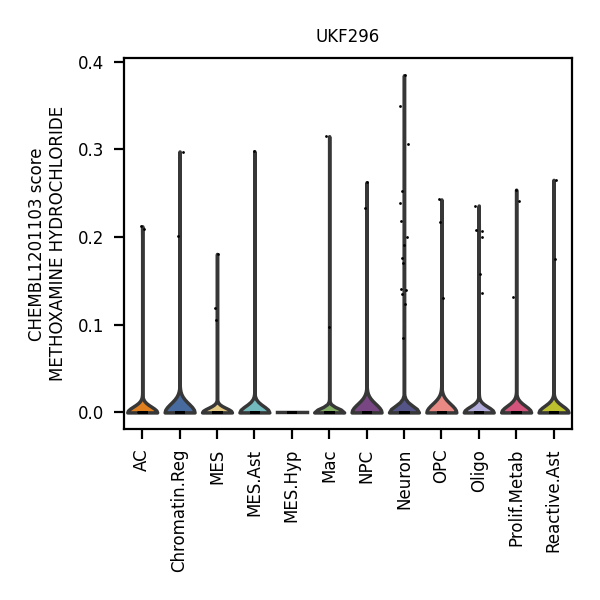 UKF296
CHEMBL1201103 score
METHOXAMINE HYDROCHLORIDE
0.4
0.3
0.2
0.1
0.0
AC
Chromatin.Reg
MES
MES.Ast
MES.Hyp
Mac
NPC
Neuron
OPC
Oligo
Prolif.Metab
Reactive.Ast